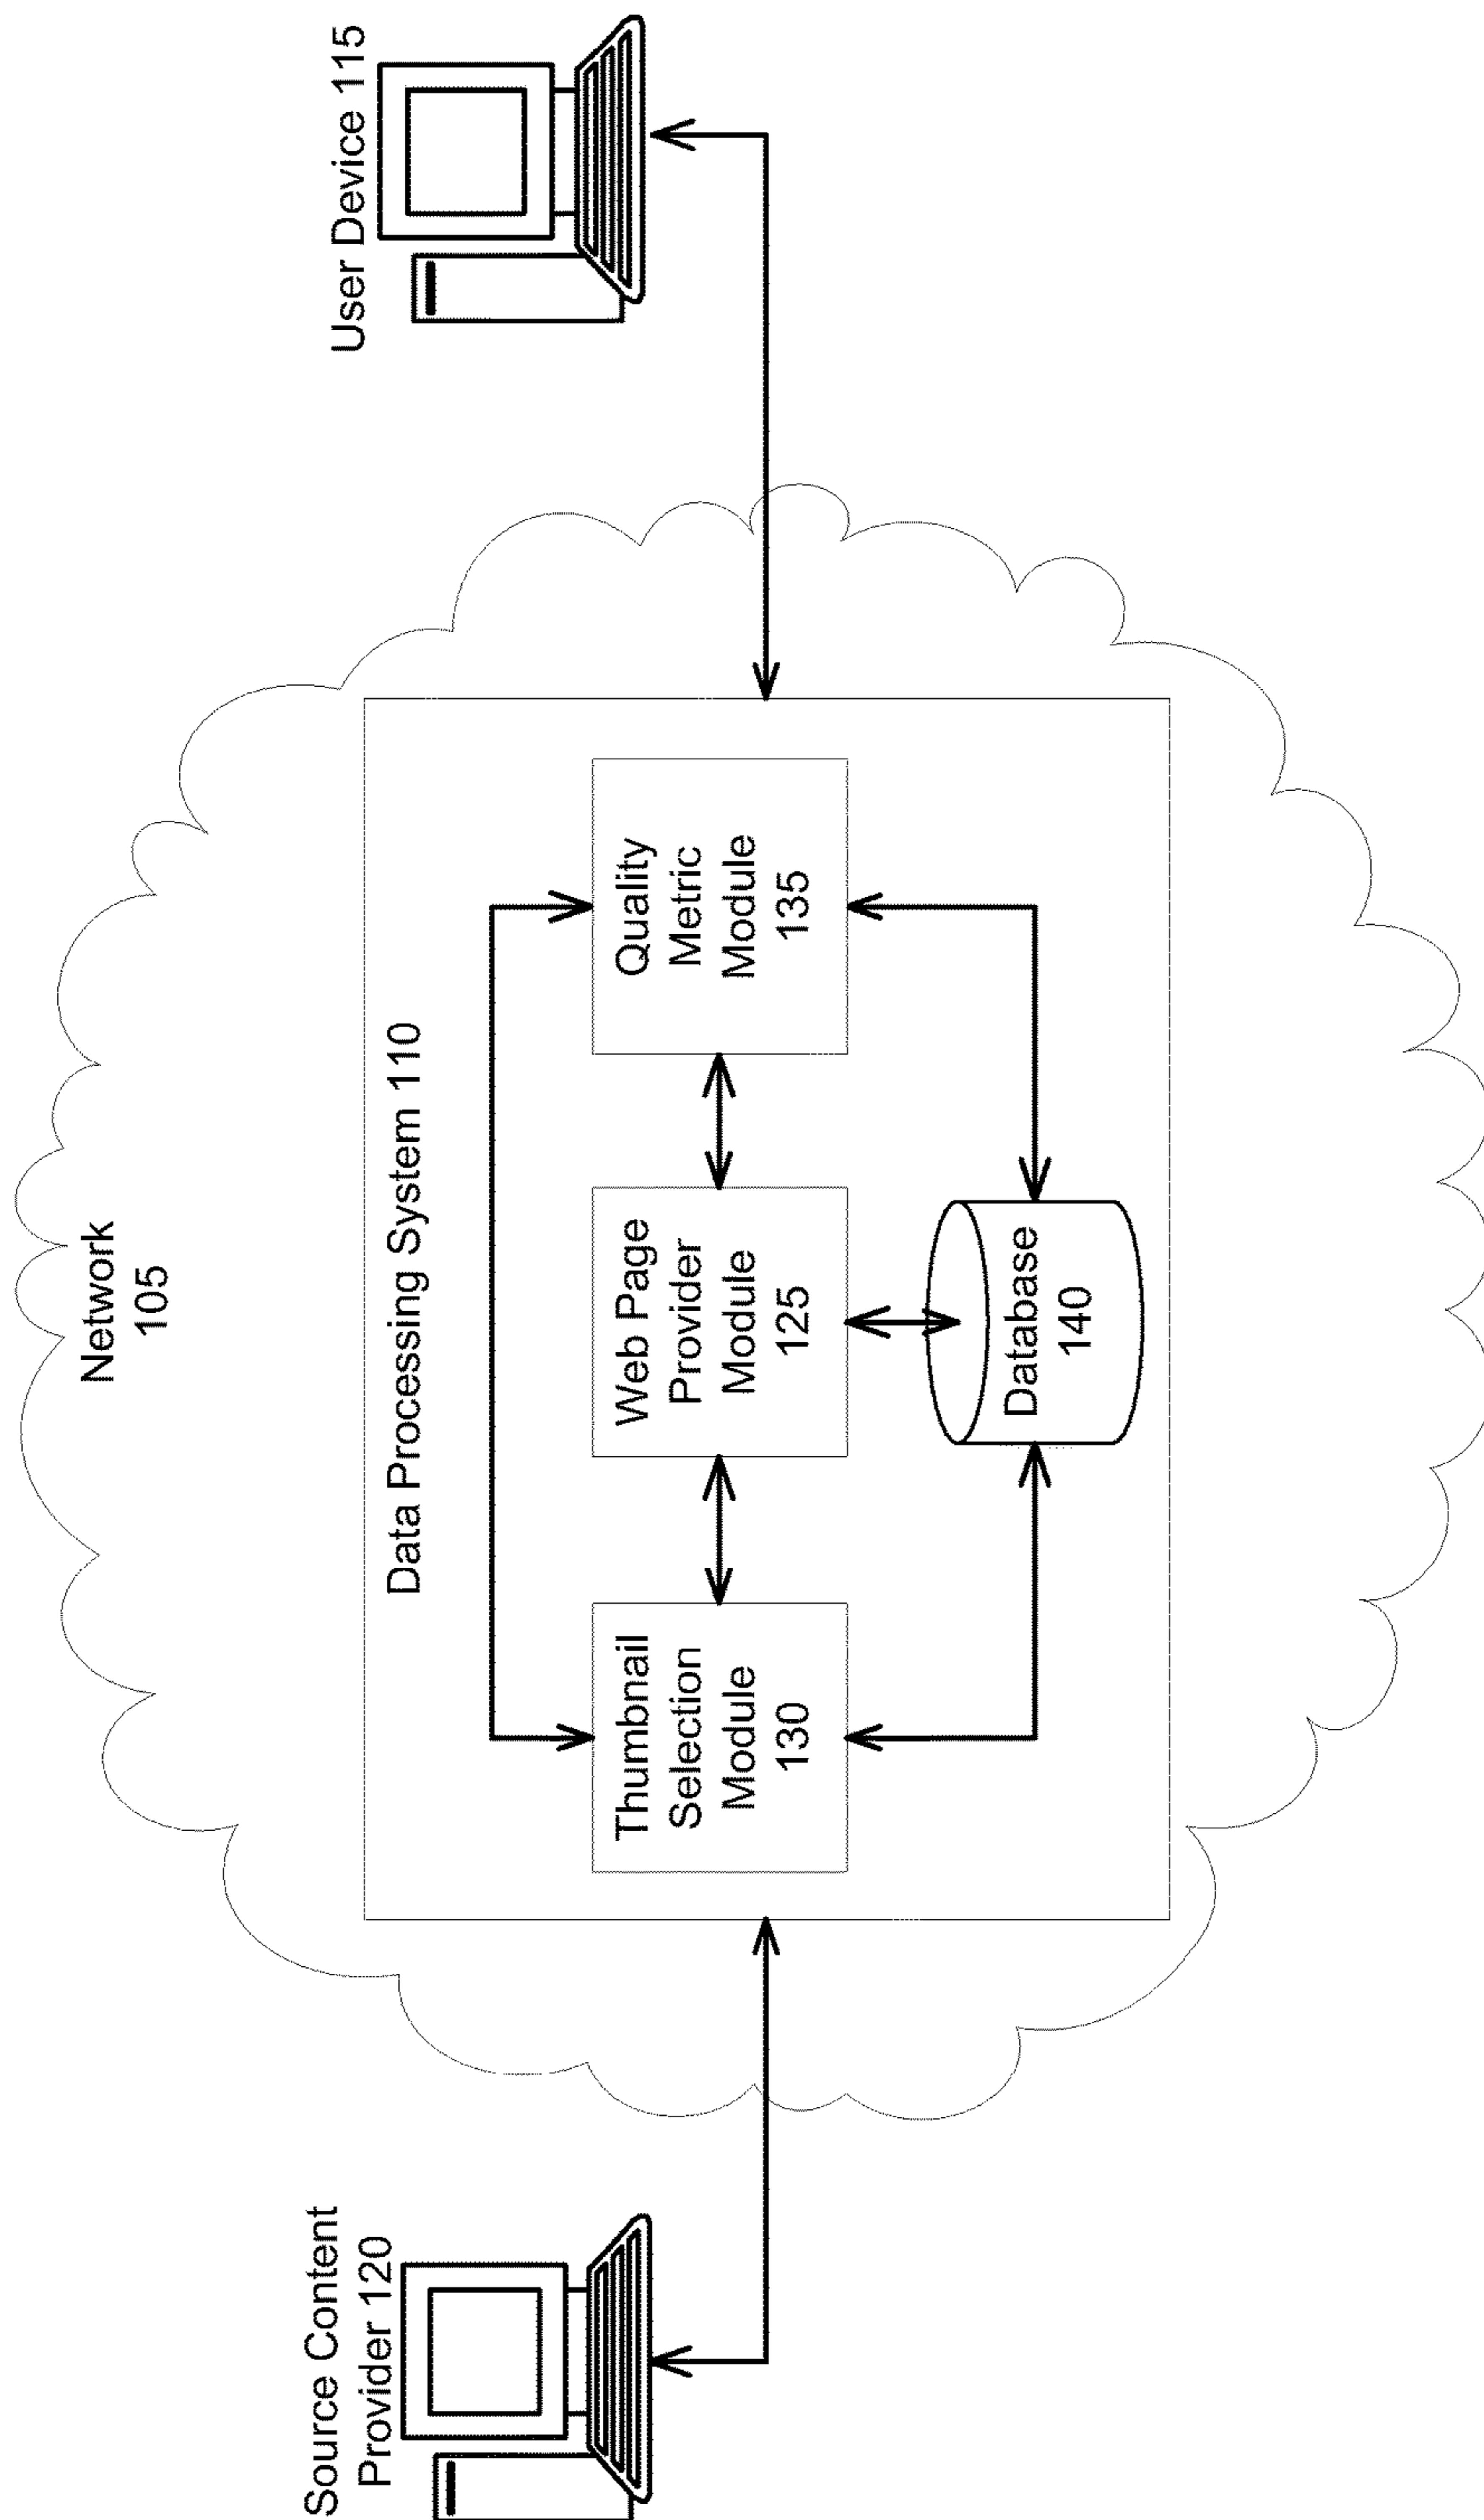 Network
105
Source Content
Provider 120
User Device 115
Data Processing System 110
Thumbnail
Selection
Module
130
Web Page
Provider
Module
125
Quality
Metric
Module
135
Database
140